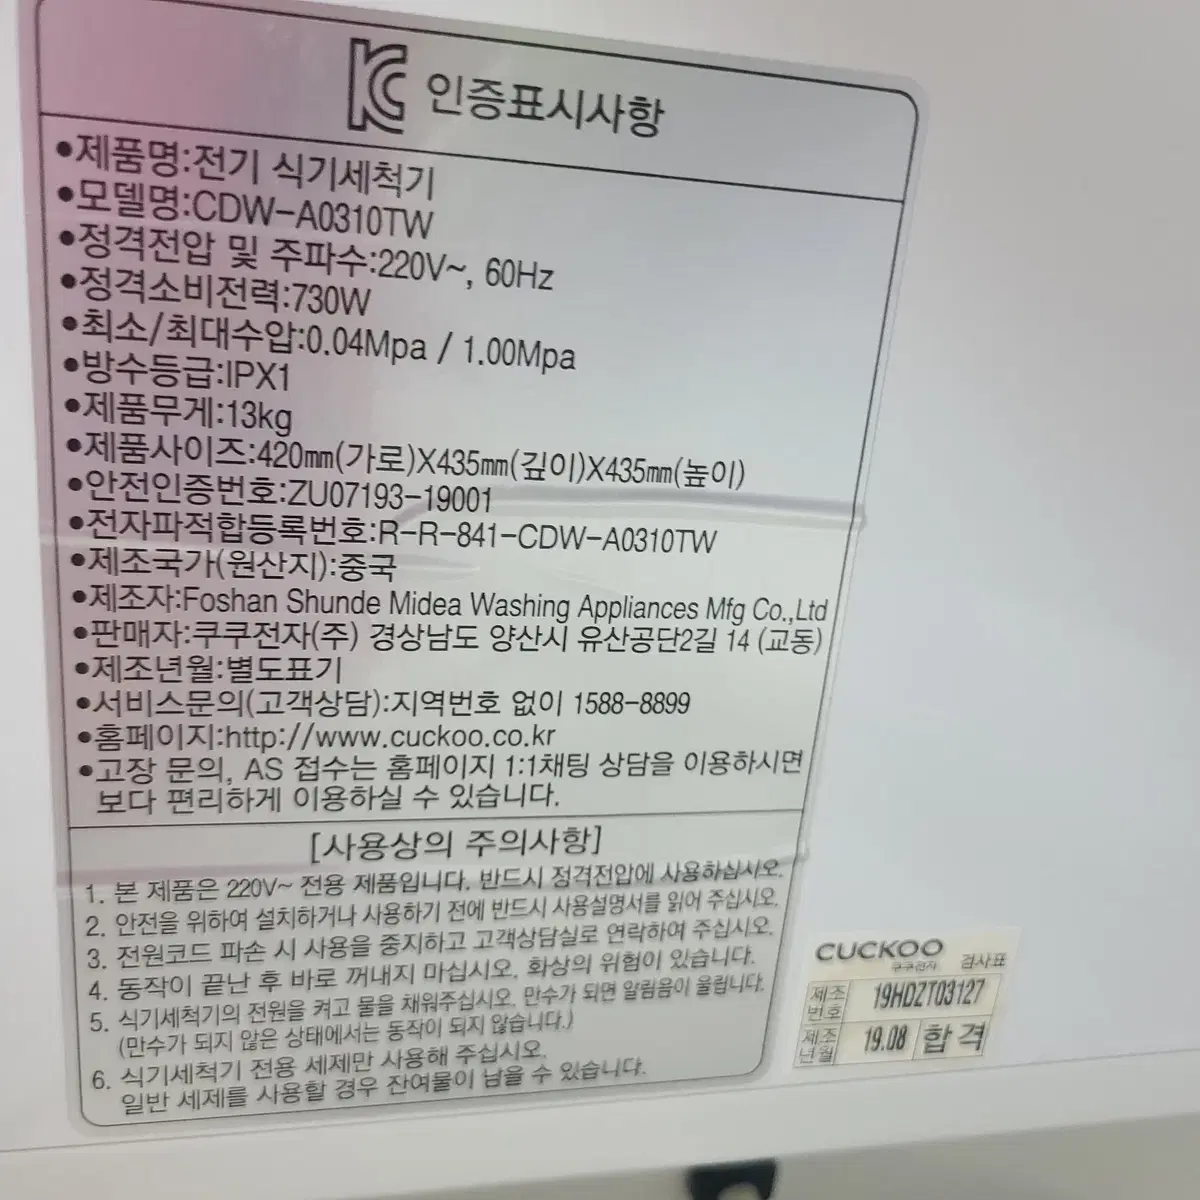 KC 인증표시사항
•제품명:전기 식기세척기
•모델명:CDW-A0310TW
•정격전압 및 주파수:220V~, 60Hz
•정격소비전력:730W
•최소/최대수압:0.04Mpa / 1.00Mpa
•방수등급:IPX1
•제품무게:13kg
•제품사이즈:420㎜(가로)X435㎜(깊이)X435㎜(높이)
•안전인증번호:ZU07193-19001
•전자파적합등록번호:R-R-841-CDW-A0310TW
•제조국가(원산지):중국
•제조자:Foshan Shunde Midea Washing Appliances Mfg Co.,Ltd
•판매자:쿠쿠전자(주) 경상남도 양산시 유산공단2길 14 (교동)
•제조년월:별도표기
•서비스문의(고객상담):지역번호 없이 1588-8899
•홈페이지:http://www.cuckoo.co.kr
•고장 문의, AS 접수는 홈페이지 1:1채팅 상담을 이용하시면
보다 편리하게 이용하실 수 있습니다.
[사용상의 주의사항]
1. 본 제품은 220V~ 전용 제품입니다. 반드시 정격전압에 사용하십시오.
2. 안전을 위하여 설치하거나 사용하기 전에 반드시 사용설명서를 읽어 주십시오.
3. 전원코드 파손 시 사용을 중지하고 고객상담실로 연락하여 주십시오.
4. 동작이 끝난 후 바로 꺼내지 마십시오. 화상의 위험이 있습니다.
5. 식기세척기의 전원을 켜고 물을 채워주십시오. 만수가 되면 알림음이 울립니다.
(만수가 되지 않은 상태에서는 동작이 되지 않습니다.)
6. 식기세척기 전용 세제만 사용해 주십시오.
일반 세제를 사용할 경우 잔여물이 남을 수 있습니다.
CUCKOO
쿠쿠전자 검사표
제조번호 19HDZT03127
제조년월 19.08 합격